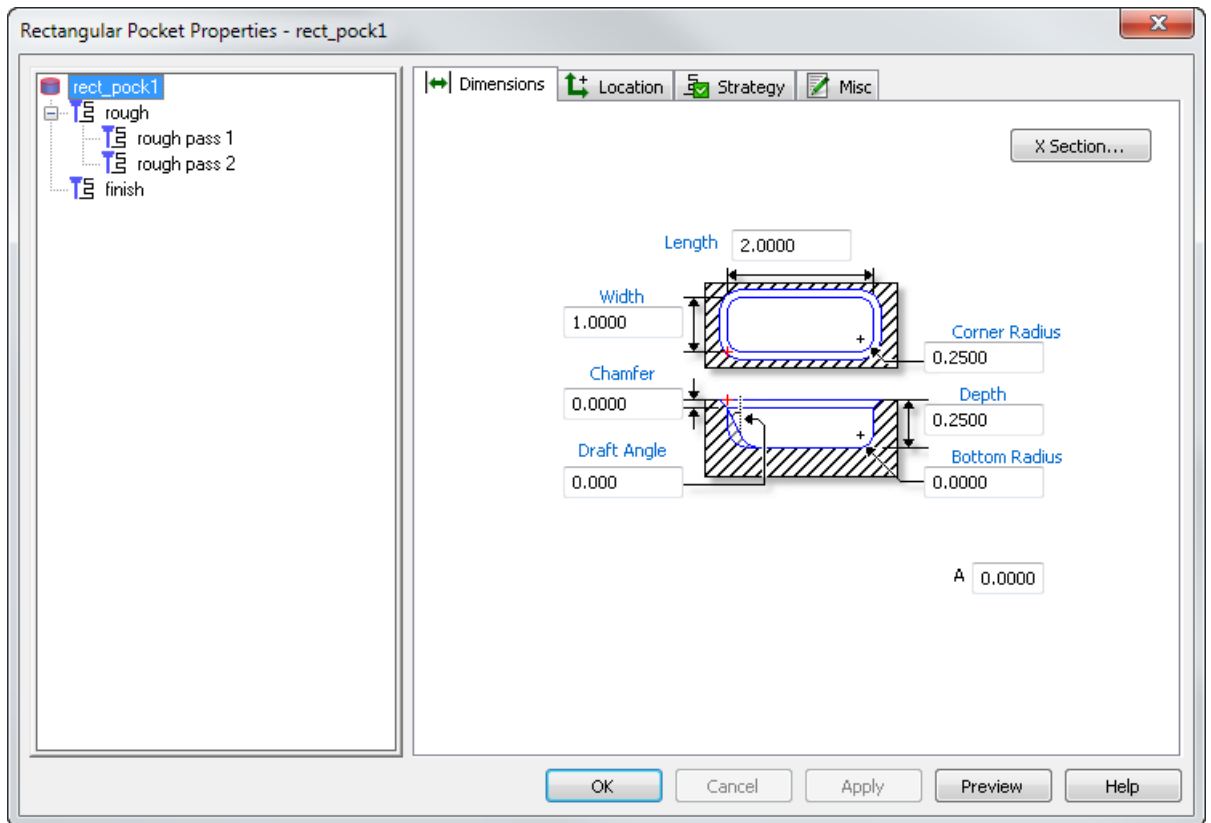 Rectangular Pocket Properties - rect_pock1
rect_pock1
rough
rough pass 1
rough pass 2
finish
Dimensions Location Strategy Misc
X Section...
Length 2.0000
Width
1.0000
Corner Radius
0.2500
Chamfer
0.0000
Depth
0.2500
Draft Angle
0.000
Bottom Radius
0.0000
A 0.0000
OK Cancel Apply Preview Help